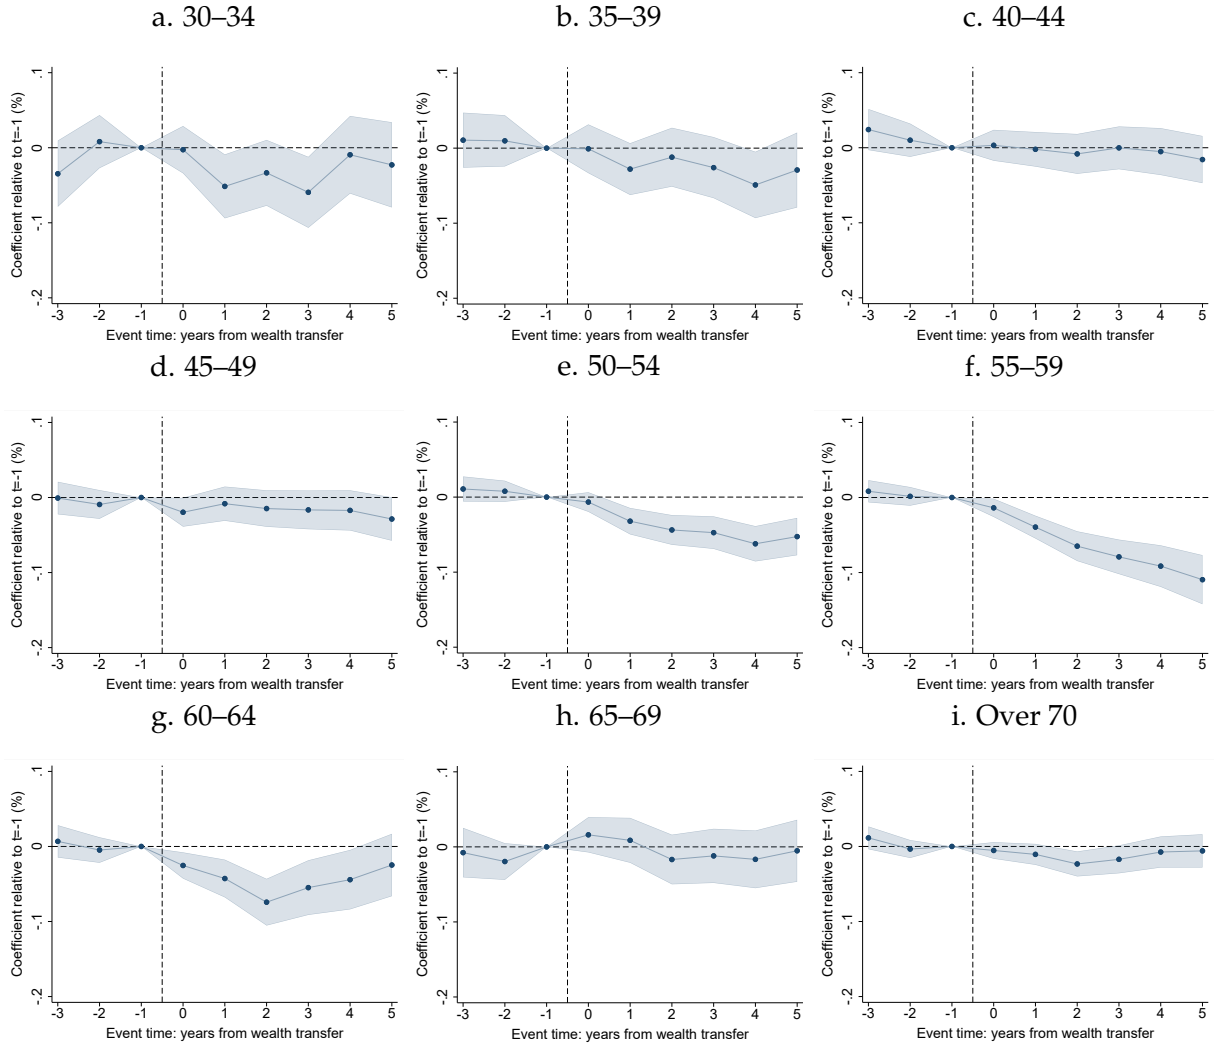 a. 30–34
b. 35–39
c. 40–44
Coefficient relative to t=-1 (%)
.1
0
-.1
-.2
-3 -2 -1 0 1 2 3 4 5
Event time: years from wealth transfer
Coefficient relative to t=-1 (%)
.1
0
-.1
-.2
-3 -2 -1 0 1 2 3 4 5
Event time: years from wealth transfer
Coefficient relative to t=-1 (%)
.1
0
-.1
-.2
-3 -2 -1 0 1 2 3 4 5
Event time: years from wealth transfer
d. 45–49
e. 50–54
f. 55–59
Coefficient relative to t=-1 (%)
.1
0
-.1
-.2
-3 -2 -1 0 1 2 3 4 5
Event time: years from wealth transfer
Coefficient relative to t=-1 (%)
.1
0
-.1
-.2
-3 -2 -1 0 1 2 3 4 5
Event time: years from wealth transfer
Coefficient relative to t=-1 (%)
.1
0
-.1
-.2
-3 -2 -1 0 1 2 3 4 5
Event time: years from wealth transfer
g. 60–64
h. 65–69
i. Over 70
Coefficient relative to t=-1 (%)
.1
0
-.1
-.2
-3 -2 -1 0 1 2 3 4 5
Event time: years from wealth transfer
Coefficient relative to t=-1 (%)
.1
0
-.1
-.2
-3 -2 -1 0 1 2 3 4 5
Event time: years from wealth transfer
Coefficient relative to t=-1 (%)
.1
0
-.1
-.2
-3 -2 -1 0 1 2 3 4 5
Event time: years from wealth transfer